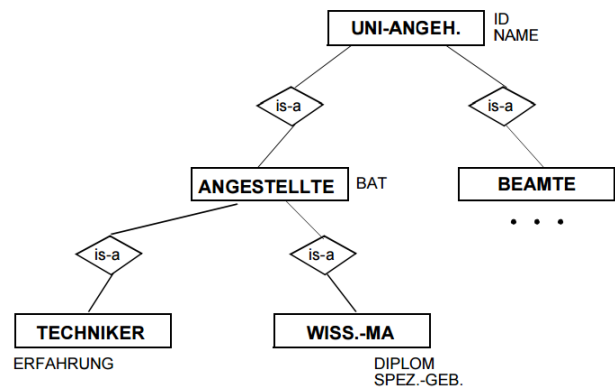 UNI-ANGEH.
ID
NAME
is-a
is-a
ANGESTELLTE
BAT
BEAMTE
• • •
is-a
is-a
TECHNIKER
WISS.-MA
ERFAHRUNG
DIPLOM
SPEZ.-GEB.